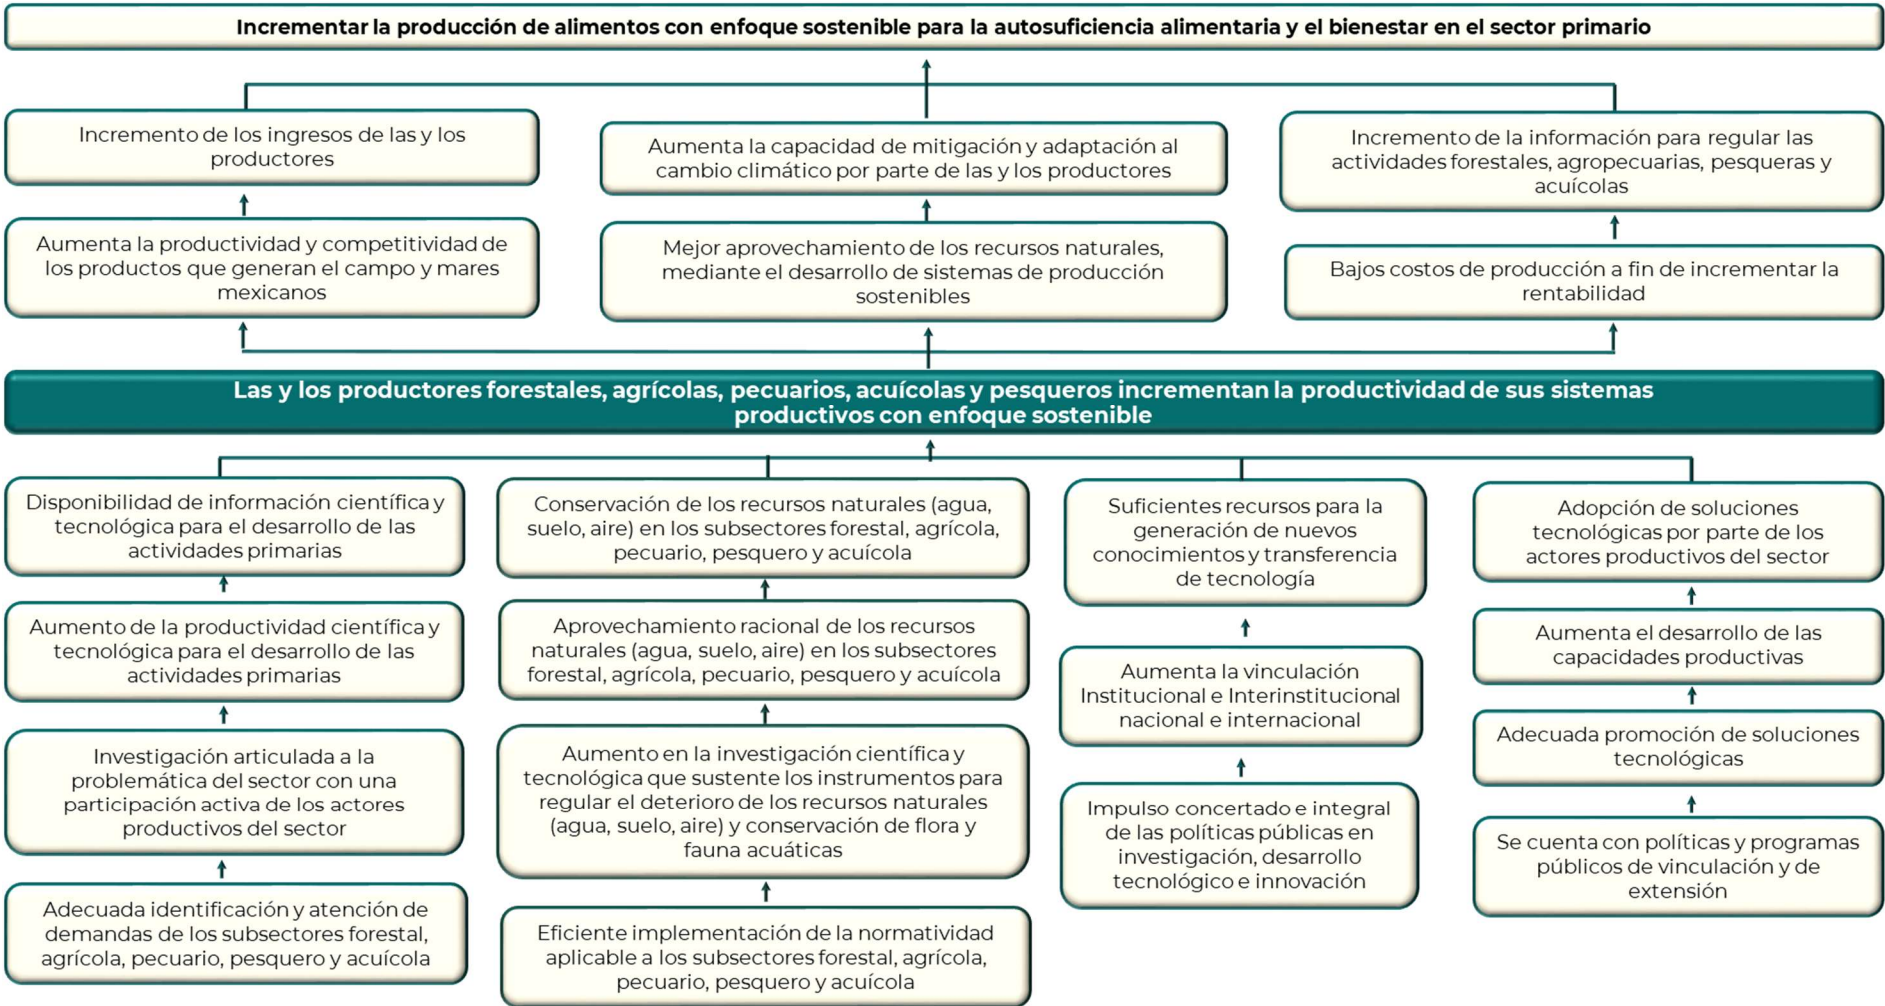 Incrementar la producción de alimentos con enfoque sostenible para la autosuficiencia alimentaria y el bienestar en el sector primario
Incremento de los ingresos de las y los
productores
Aumenta la capacidad de mitigación y adaptación al
cambio climático por parte de las y los productores
Incremento de la información para regular las
actividades forestales, agropecuarias, pesqueras y
acuícolas
Aumenta la productividad y competitividad de
los productos que generan el campo y mares
mexicanos
Mejor aprovechamiento de los recursos naturales,
mediante el desarrollo de sistemas de producción
sostenibles
Bajos costos de producción a fin de incrementar la
rentabilidad
Las y los productores forestales, agrícolas, pecuarios, acuícolas y pesqueros incrementan la productividad de sus sistemas
productivos con enfoque sostenible
Disponibilidad de información científica y
tecnológica para el desarrollo de las
actividades primarias
Aumento de la productividad científica y
tecnológica para el desarrollo de las
actividades primarias
Investigación articulada a la
problemática del sector con una
participación activa de los actores
productivos del sector
Adecuada identificación y atención de
demandas de los subsectores forestal,
agrícola, pecuario, pesquero y acuícola
Conservación de los recursos naturales (agua,
suelo, aire) en los subsectores forestal, agrícola,
pecuario, pesquero y acuícola
Aprovechamiento racional de los recursos
naturales (agua, suelo, aire) en los subsectores
forestal, agrícola, pecuario, pesquero y acuícola
Aumento en la investigación científica y
tecnológica que sustente los instrumentos para
regular el deterioro de los recursos naturales
(agua, suelo, aire) y conservación de flora y
fauna acuáticas
Eficiente implementación de la normatividad
aplicable a los subsectores forestal, agrícola,
pecuario, pesquero y acuícola
Suficientes recursos para la
generación de nuevos
conocimientos y transferencia
de tecnología
Aumenta la vinculación
Institucional e Interinstitucional
nacional e internacional
Impulso concertado e integral
de las políticas públicas en
investigación, desarrollo
tecnológico e innovación
Adopción de soluciones
tecnológicas por parte de los
actores productivos del sector
Aumenta el desarrollo de las
capacidades productivas
Adecuada promoción de soluciones
tecnológicas
Se cuenta con políticas y programas
públicos de vinculación y de
extensión